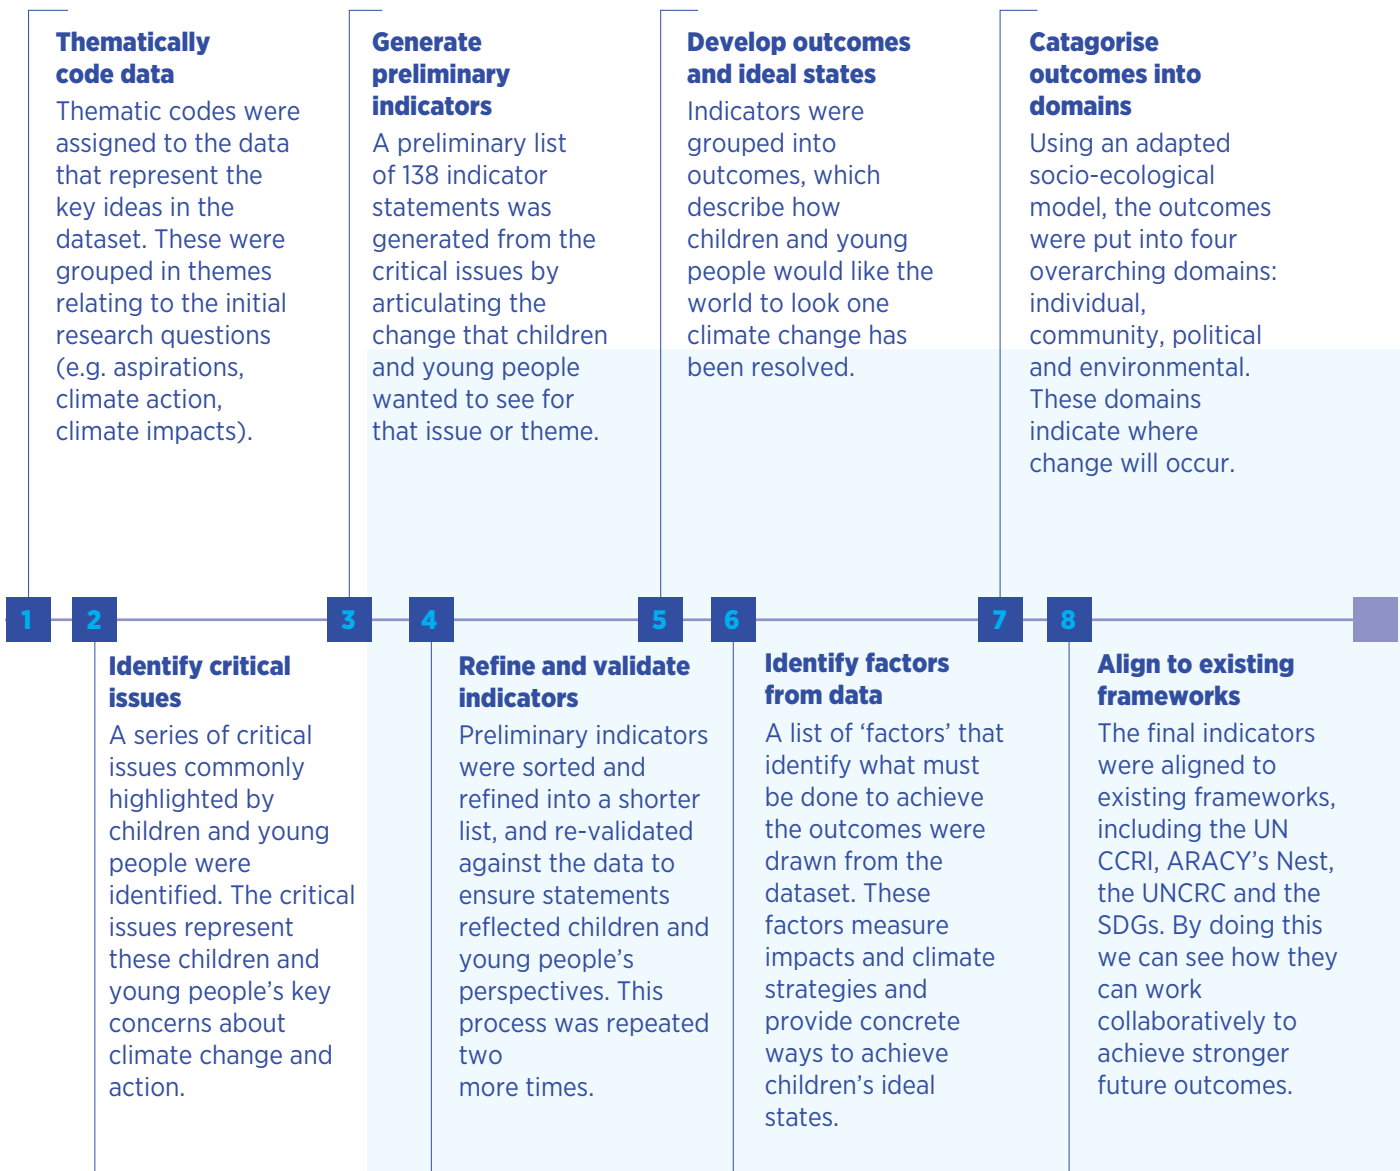 Thematically
code data
Thematic codes were
assigned to the data
that represent the
key ideas in the
dataset. These were
grouped in themes
relating to the initial
research questions
(e.g. aspirations,
climate action,
climate impacts).
Generate
preliminary
indicators
A preliminary list
of 138 indicator
statements was
generated from the
critical issues by
articulating the
change that children
and young people
wanted to see for
that issue or theme.
Develop outcomes
and ideal states
Indicators were
grouped into
outcomes, which
describe how
children and young
people would like the
world to look one
climate change has
been resolved.
Catagorise
outcomes into
domains
Using an adapted
socio-ecological
model, the outcomes
were put into four
overarching domains:
individual,
community, political
and environmental.
These domains
indicate where
change will occur.
1
2
3
4
5
6
7
8
Identify critical
issues
A series of critical
issues commonly
highlighted by
children and young
people were
identified. The critical
issues represent
these children and
young people’s key
concerns about
climate change and
action.
Refine and validate
indicators
Preliminary indicators
were sorted and
refined into a shorter
list, and re-validated
against the data to
ensure statements
reflected children and
young people’s
perspectives. This
process was repeated
two
more times.
Identify factors
from data
A list of ‘factors’ that
identify what must
be done to achieve
the outcomes were
drawn from the
dataset. These
factors measure
impacts and climate
strategies and
provide concrete
ways to achieve
children’s ideal
states.
Align to existing
frameworks
The final indicators
were aligned to
existing frameworks,
including the UN
CCRI, ARACY’s Nest,
the UNCRC and the
SDGs. By doing this
we can see how they
can work
collaboratively to
achieve stronger
future outcomes.